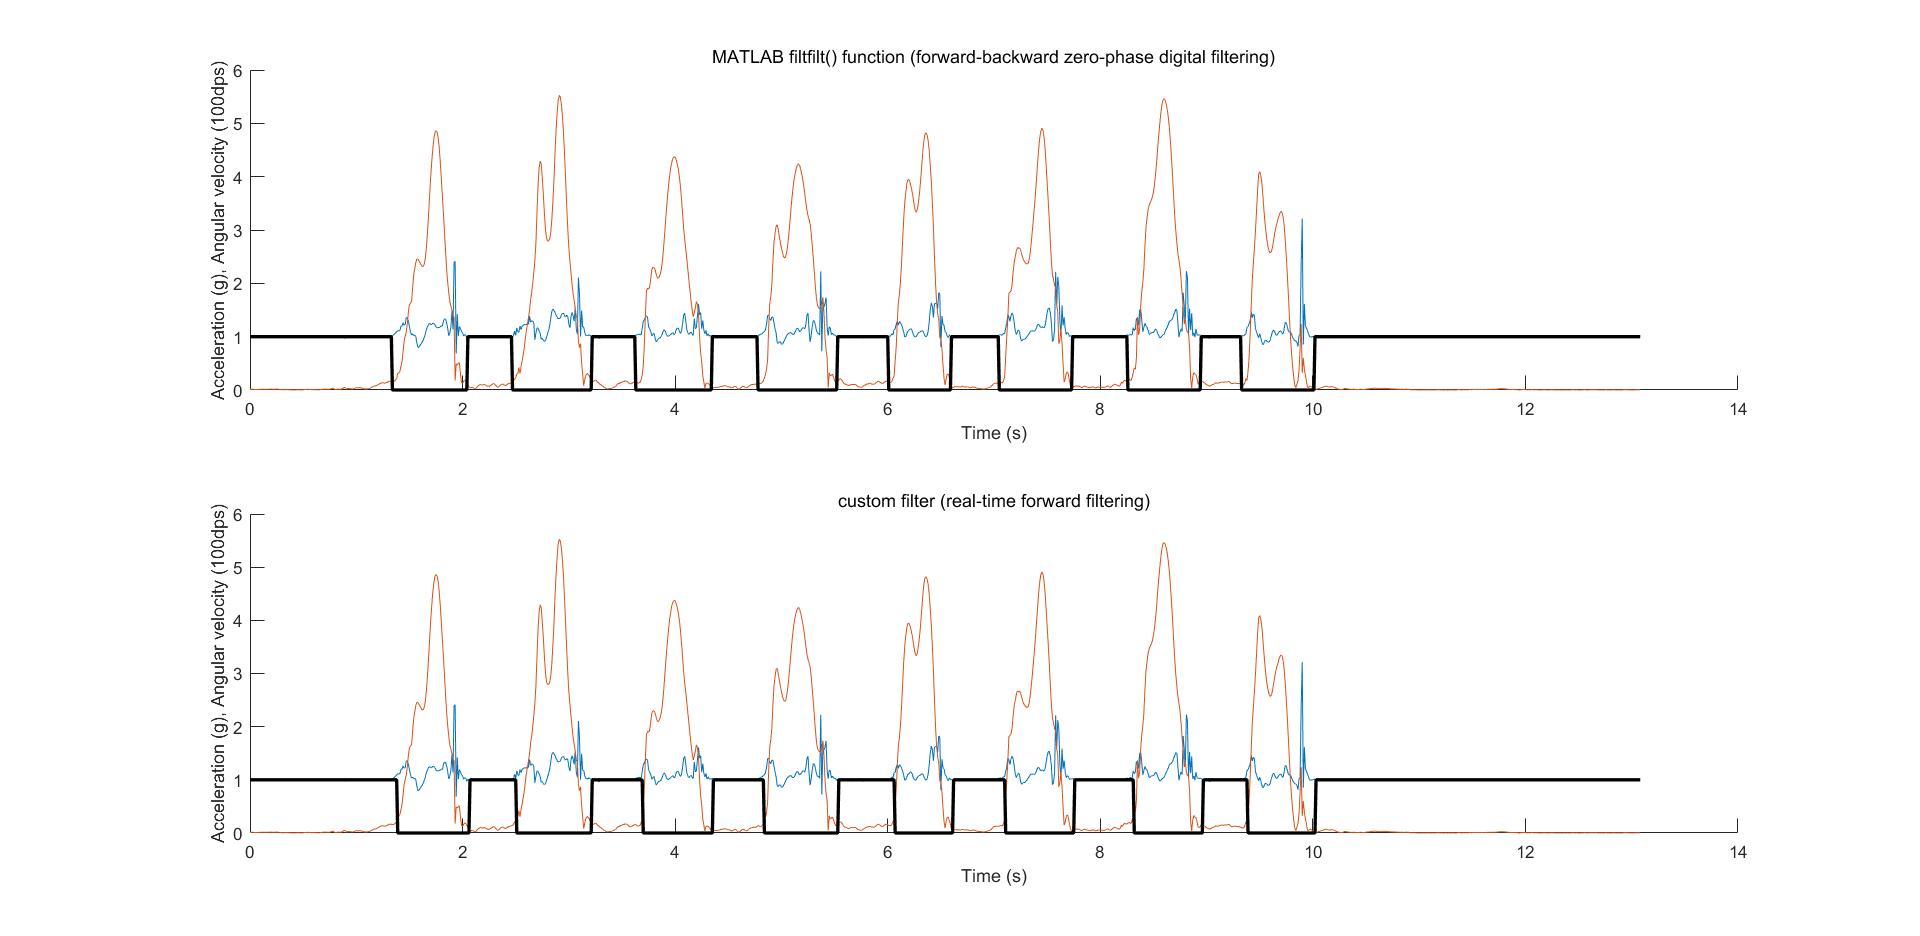 MATLAB filtfilt() function (forward-backward zero-phase digital filtering)
Acceleration (g), Angular velocity (100dps)
6
5
4
3
2
1
0
0 2 4 6 8 10 12 14
Time (s)
custom filter (real-time forward filtering)
Acceleration (g), Angular velocity (100dps)
6
5
4
3
2
1
0
0 2 4 6 8 10 12 14
Time (s)